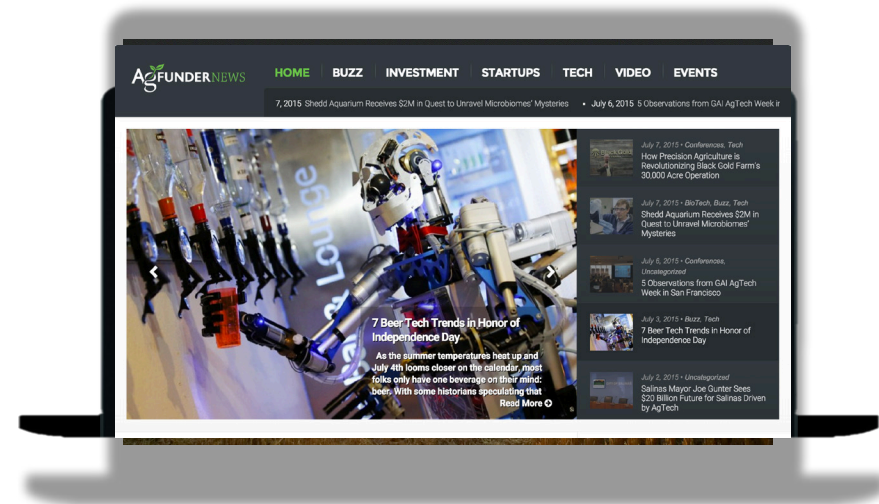 AgFUNDERNEWS
HOME BUZZ INVESTMENT STARTUPS TECH VIDEO EVENTS
7, 2015 Shedd Aquarium Receives $2M in Quest to Unravel Microbiomes' Mysteries • July 6, 2015 5 Observations from GAI AgTech Week in
& Lounge
7 Beer Tech Trends in Honor of
Independence Day
As the summer temperatures heat up and
July 4th looms closer on the calendar, most
folks only have one beverage on their mind:
beer. With some historians speculating that
Read More
July 7, 2015 • Conferences, Tech
How Precision Agriculture is
Revolutionizing Black Gold Farm's
30,000 Acre Operation
July 7, 2015 • BioTech, Buzz, Tech
Shedd Aquarium Receives $2M in
Quest to Unravel Microbiomes'
Mysteries
July 6, 2015 • Conferences,
Uncategorized
5 Observations from GAI AgTech
Week in San Francisco
July 3, 2015 • Buzz, Tech
7 Beer Tech Trends in Honor of
Independence Day
July 2, 2015 • Uncategorized
Salinas Mayor Joe Gunter Sees
$20 Billion Future for Salinas Driven
by AgTech